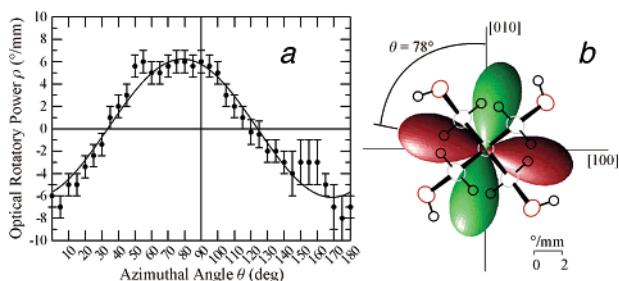 a
Optical Rotatory Power ρ (°/mm)
10
8
6
4
2
0
-2
-4
-6
-8
-10
0 10 20 30 40 50 60 70 80 90 100 110 120 130 140 150 160 170 180
Azimuthal Angle θ (deg)
b
[010]
θ = 78°
[100]
°/mm
0 2